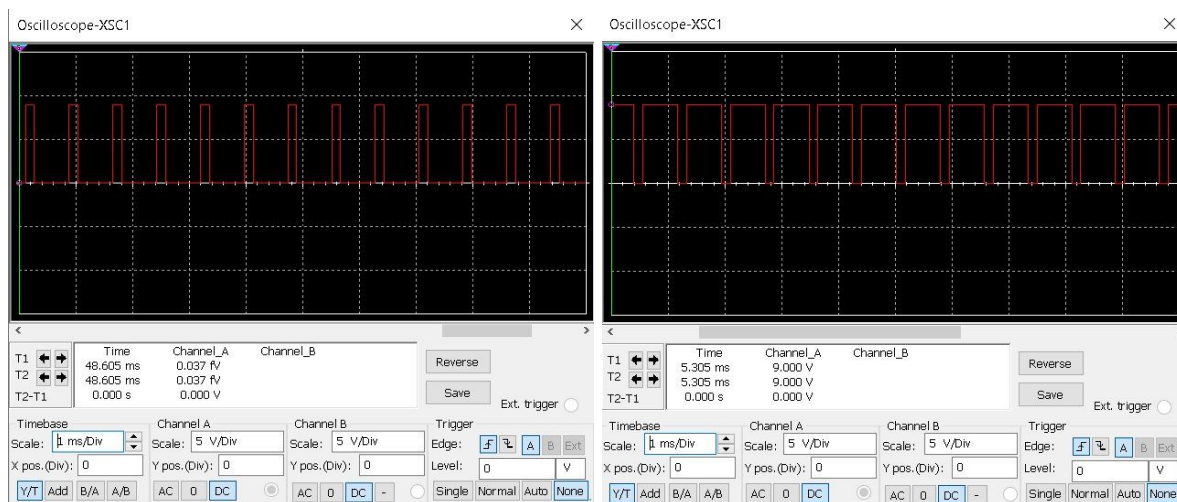 Oscilloscope-XSC1
Time Channel_A Channel_B
T1 48.605 ms 0.037 fV
T2 48.605 ms 0.037 fV
T2-T1 0.000 s 0.000 V
Reverse
Save
Ext. trigger
Timebase
Scale: 1 ms/Div
X pos.(Div): 0
Y/T Add B/A A/B
Channel A
Scale: 5 V/Div
Y pos.(Div): 0
AC 0 DC
Channel B
Scale: 5 V/Div
Y pos.(Div): 0
AC 0 DC -
Trigger
Edge: A B Ext
Level: 0 V
Single Normal Auto None
Oscilloscope-XSC1
Time Channel_A Channel_B
T1 5.305 ms 9.000 V
T2 5.305 ms 9.000 V
T2-T1 0.000 s 0.000 V
Reverse
Save
Ext. trigger
Timebase
Scale: 1 ms/Div
X pos.(Div): 0
Y/T Add B/A A/B
Channel A
Scale: 5 V/Div
Y pos.(Div): 0
AC 0 DC
Channel B
Scale: 5 V/Div
Y pos.(Div): 0
AC 0 DC -
Trigger
Edge: A B Ext
Level: 0 V
Single Normal Auto None